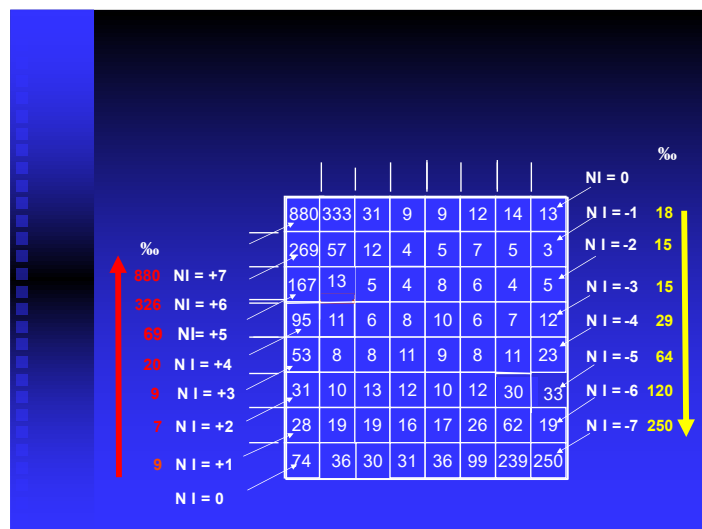 ‰
NI = 0
880 333 31 9 9 12 14 13 N I = -1 18
‰ 269 57 12 4 5 7 5 3 N I = -2 15
880 NI = +7 167 13 5 4 8 6 4 5 N I = -3 15
326 NI = +6
69 NI= +5 95 11 6 8 10 6 7 12 N I = -4 29
20 N I = +4 53 8 8 11 9 8 11 23 N I = -5 64
9 N I = +3 31 10 13 12 10 12 30 33 N I = -6 120
7 N I = +2 28 19 19 16 17 26 62 19 N I = -7 250
9 N I = +1 74 36 30 31 36 99 239 250
N I = 0